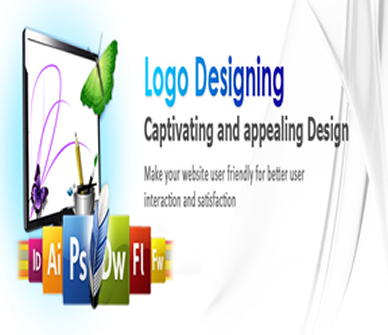 Logo Designing
Captivating and appealing Design
Make your website user friendly for better user
interaction and satisfaction
ID Ai Ps Dw Fl Fw